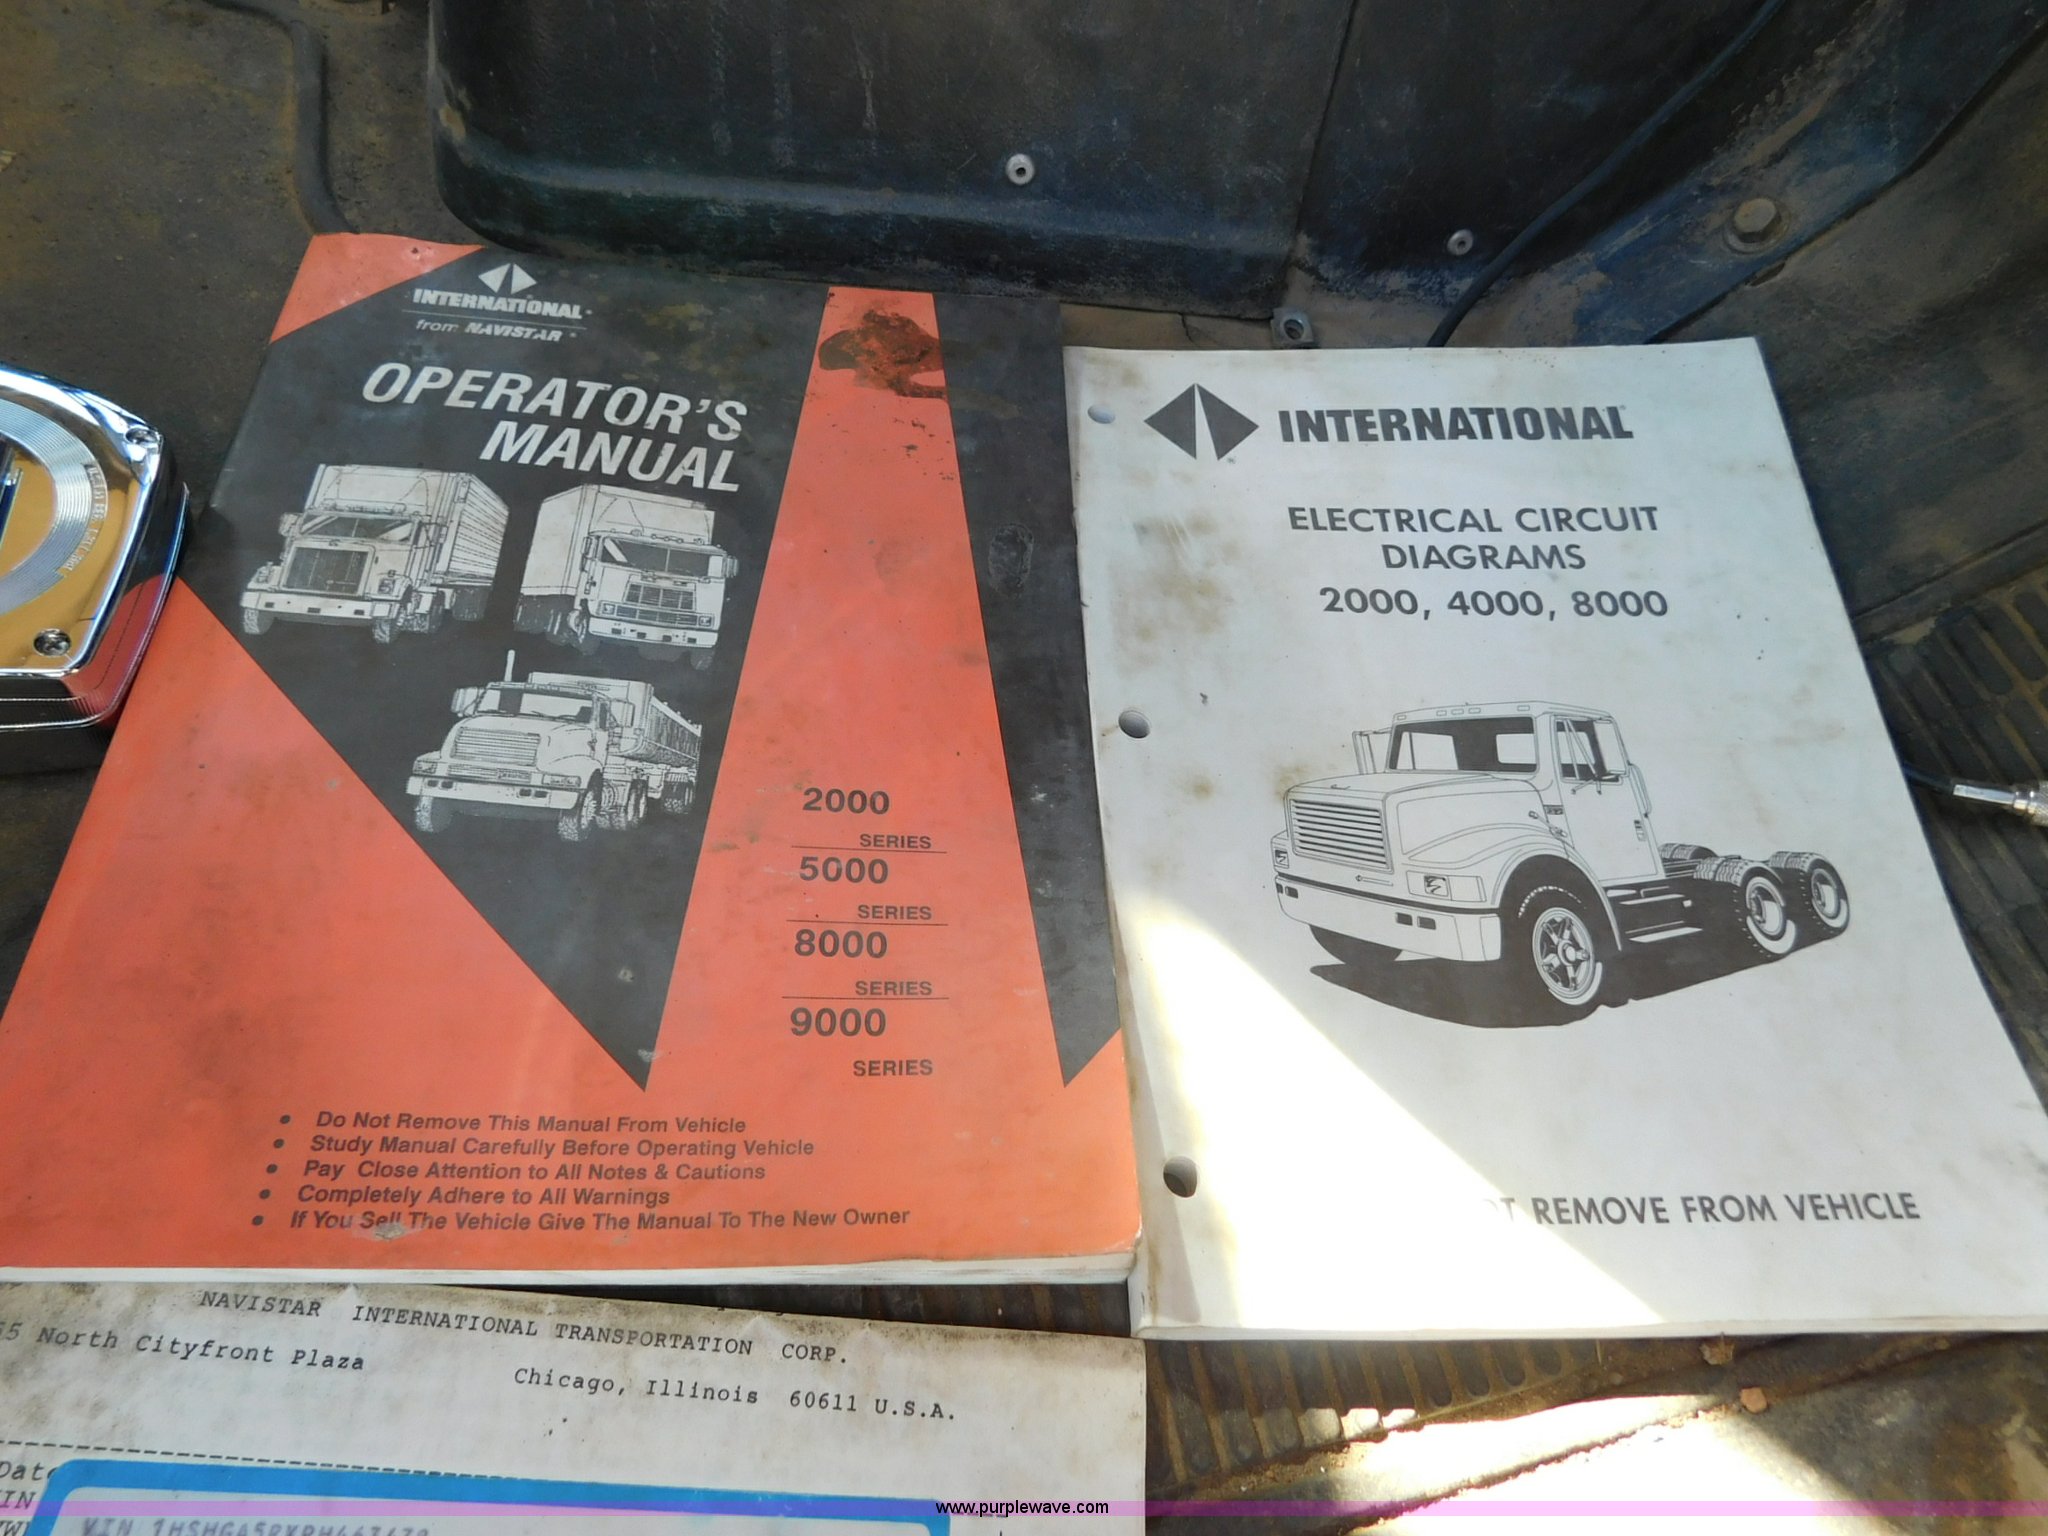 INTERNATIONAL
from NAVISTAR
OPERATOR'S
MANUAL
2000
SERIES
5000
SERIES
8000
SERIES
9000
SERIES
• Do Not Remove This Manual From Vehicle
• Study Manual Carefully Before Operating Vehicle
• Pay Close Attention to All Notes & Cautions
• Completely Adhere to All Warnings
• If You Sell The Vehicle Give The Manual To The New Owner
INTERNATIONAL
ELECTRICAL CIRCUIT
DIAGRAMS
2000, 4000, 8000
REMOVE FROM VEHICLE
NAVISTAR INTERNATIONAL TRANSPORTATION CORP.
North Cityfront Plaza
Chicago, Illinois 60611 U.S.A.
VIN
www.purplewave.com